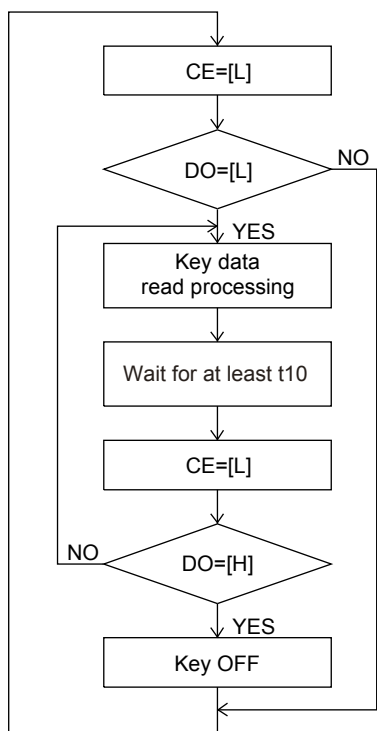 CE=[L]
DO=[L]
NO
YES
Key data
read processing
Wait for at least t10
CE=[L]
DO=[H]
NO
YES
Key OFF